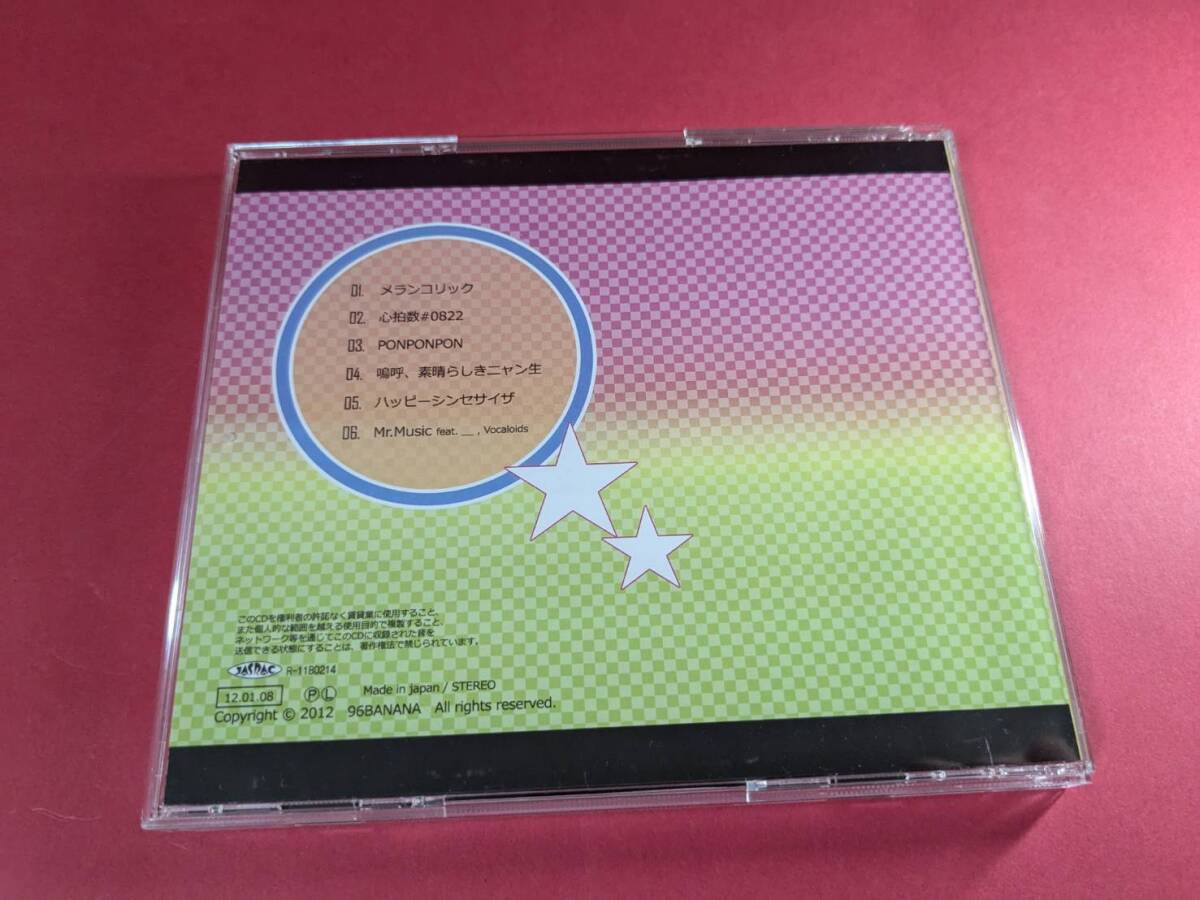 01. メランコリック
02. 心拍数#0822
03. PONPONPON
04. 嗚呼、素晴らしきニャン生
05. ハッピーシンセサイザ
06. Mr.Music feat. __ , Vocaloids
このCDを権利者の許諾なく賃貸業に使用すること、
また個人的な範囲を越える使用目的で複製すること、
ネットワーク等を通じてこのCDに収録された音を
送信できる状態にすることは、著作権法で禁じられています。
JASRAC R-1180214
12.01.08 Ⓟ Ⓛ Made in japan / STEREO
Copyright © 2012 96BANANA All rights reserved.